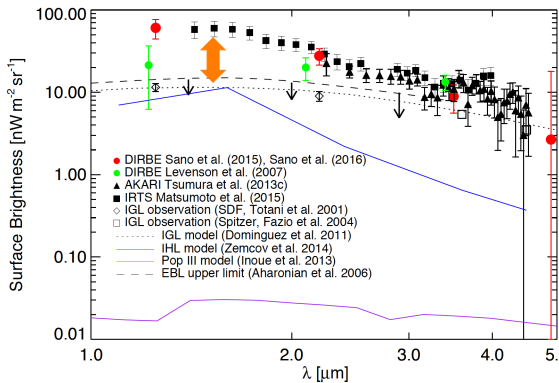 Surface Brightness [nW m-2 sr-1]
100.00
10.00
1.00
0.10
0.01
DIRBE Sano et al. (2015), Sano et al. (2016)
DIRBE Levenson et al. (2007)
AKARI Tsumura et al. (2013c)
IRTS Matsumoto et al. (2015)
IGL observation (SDF, Totani et al. 2001)
IGL observation (Spitzer, Fazio et al. 2004)
IGL model (Dominguez et al. 2011)
IHL model (Zemcov et al. 2014)
Pop III model (Inoue et al. 2013)
EBL upper limit (Aharonian et al. 2006)
1.0 2.0 3.0 4.0 5.
λ [μm]